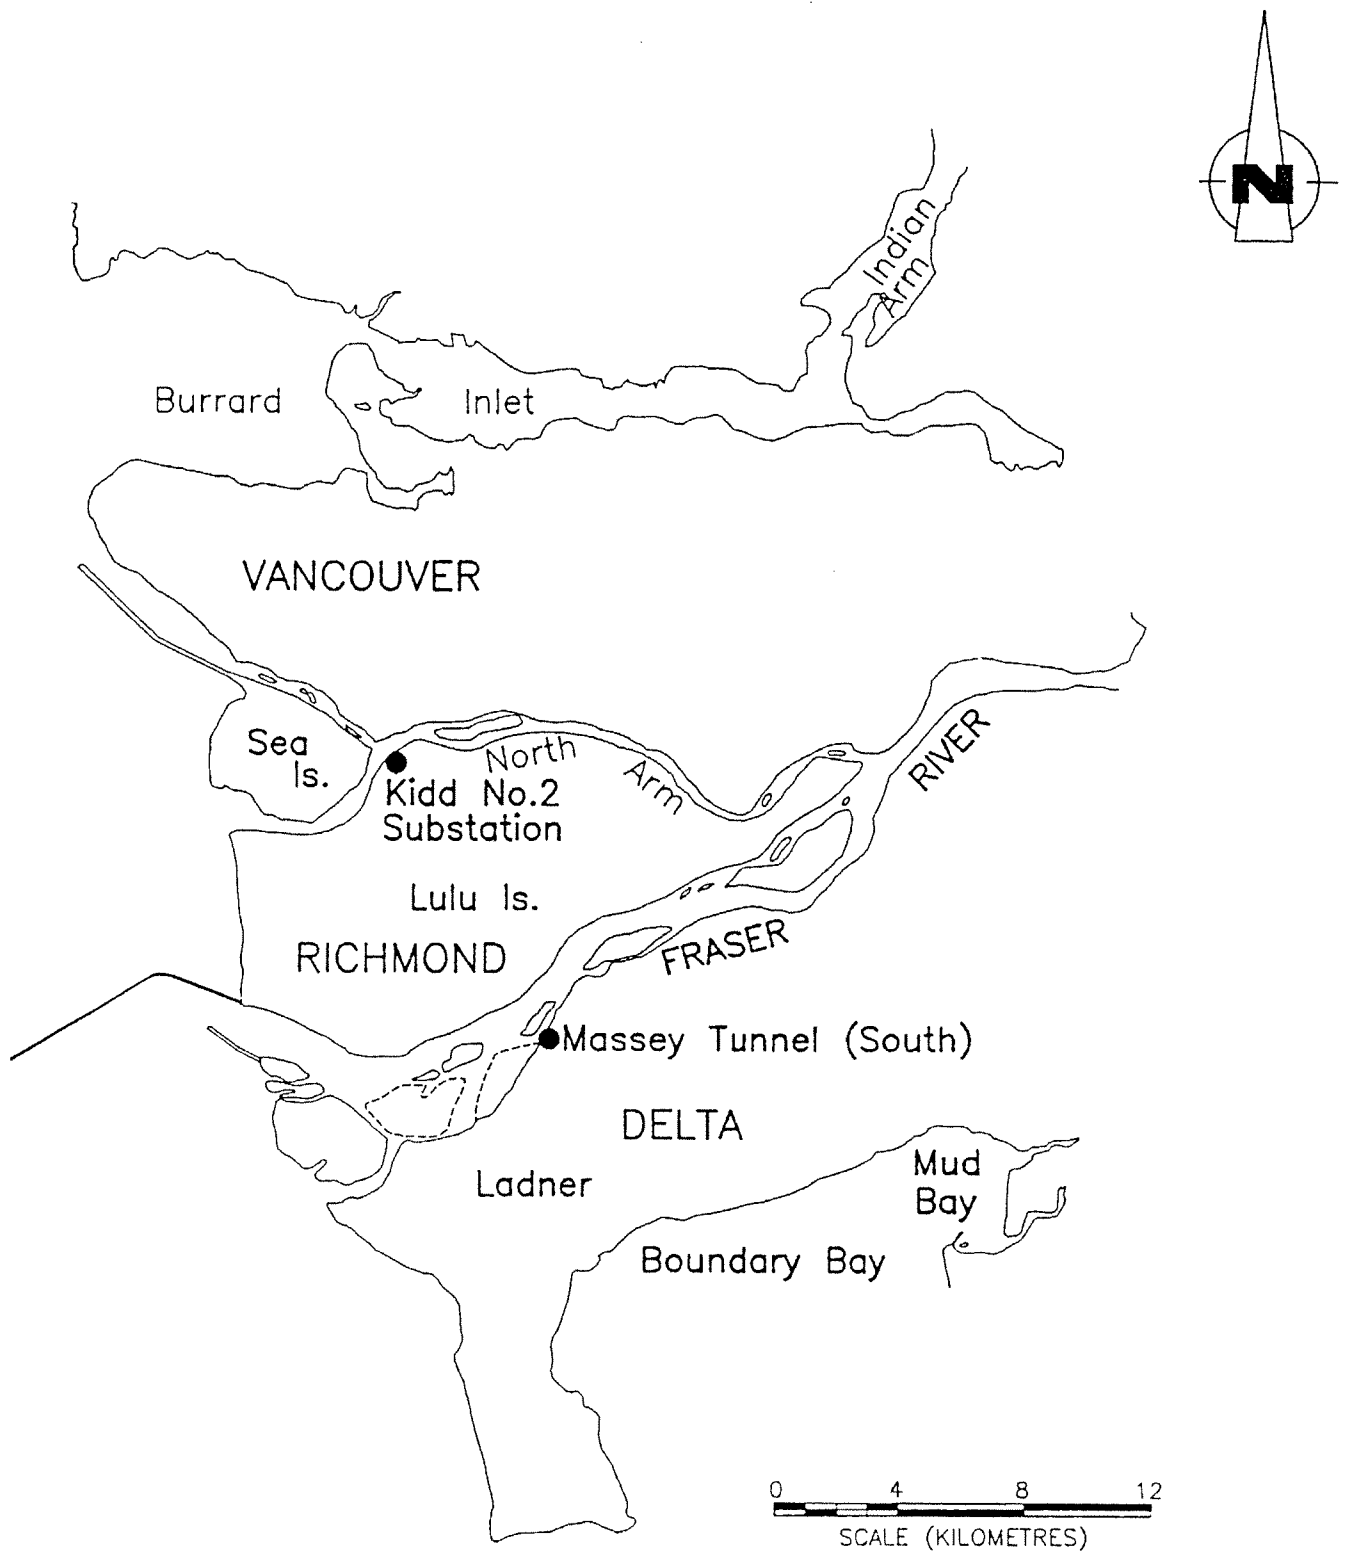 N
Indian
Arm
Burrard Inlet
VANCOUVER
Sea
Is.
North
Arm
RIVER
Kidd No.2
Substation
Lulu Is.
RICHMOND
FRASER
Massey Tunnel (South)
DELTA
Ladner
Mud
Bay
Boundary Bay
0 4 8 12
SCALE (KILOMETRES)